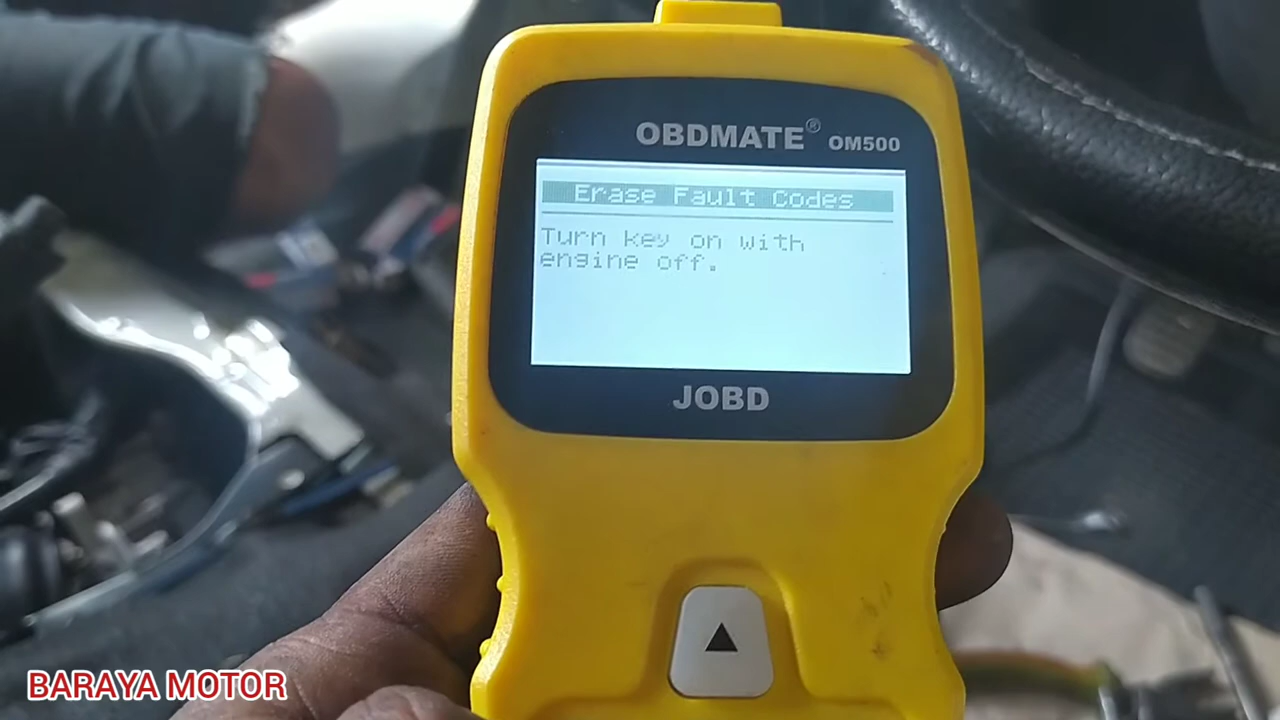 OBDMATE® OM500
Erase Fault Codes
Turn key on with
engine off.
JOBD
BARAYA MOTOR